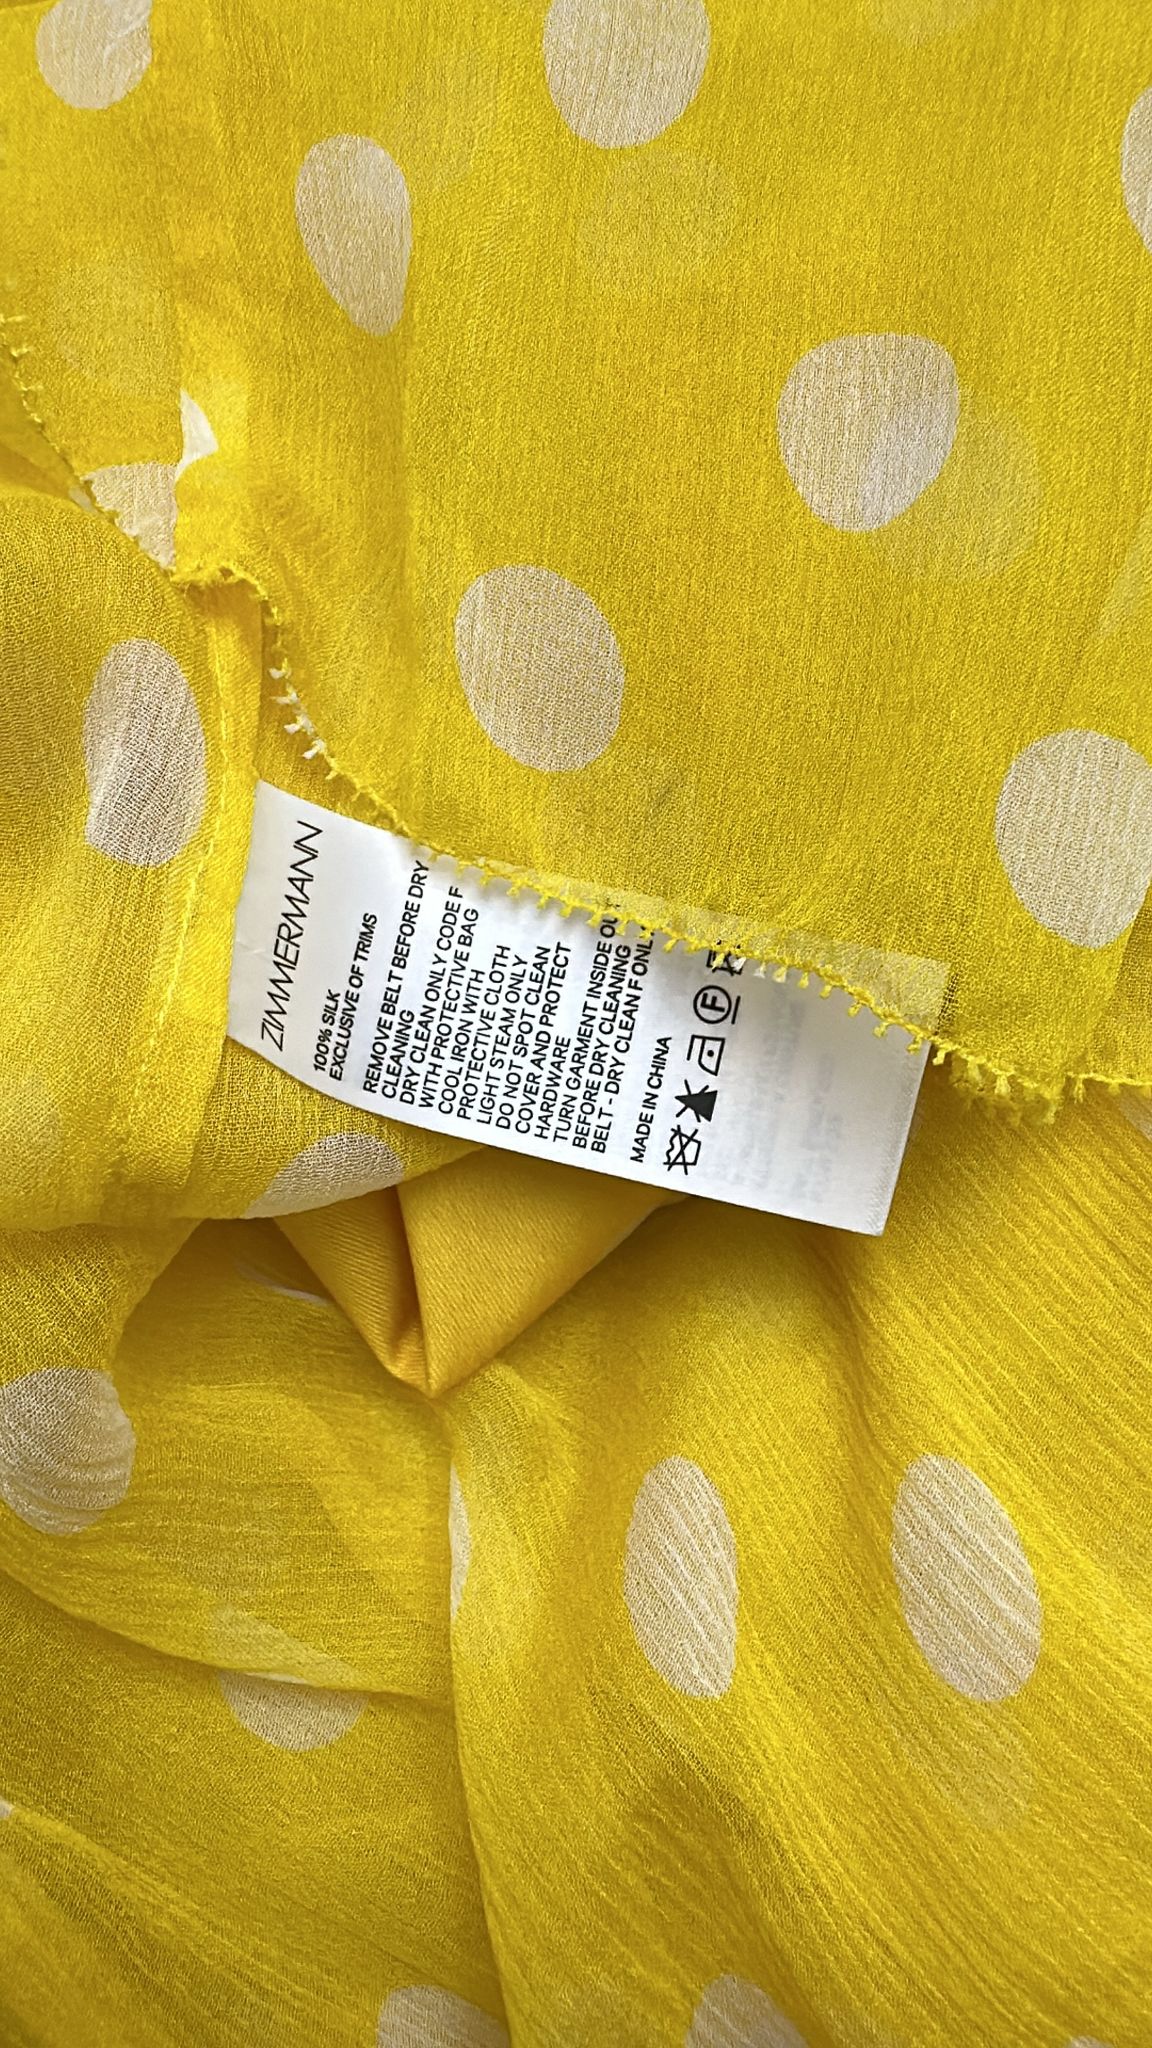 ZIMMERMANN
100% SILK
EXCLUSIVE OF TRIMS
REMOVE BELT BEFORE DRY
CLEANING
DRY CLEAN ONLY CODE F
WITH PROTECTIVE BAG
COOL IRON WITH
PROTECTIVE CLOTH
LIGHT STEAM ONLY
DO NOT SPOT CLEAN
COVER AND PROTECT
HARDWARE
TURN GARMENT INSIDE OUT
BEFORE DRY CLEANING
BELT - DRY CLEAN F ONLY
MADE IN CHINA
F